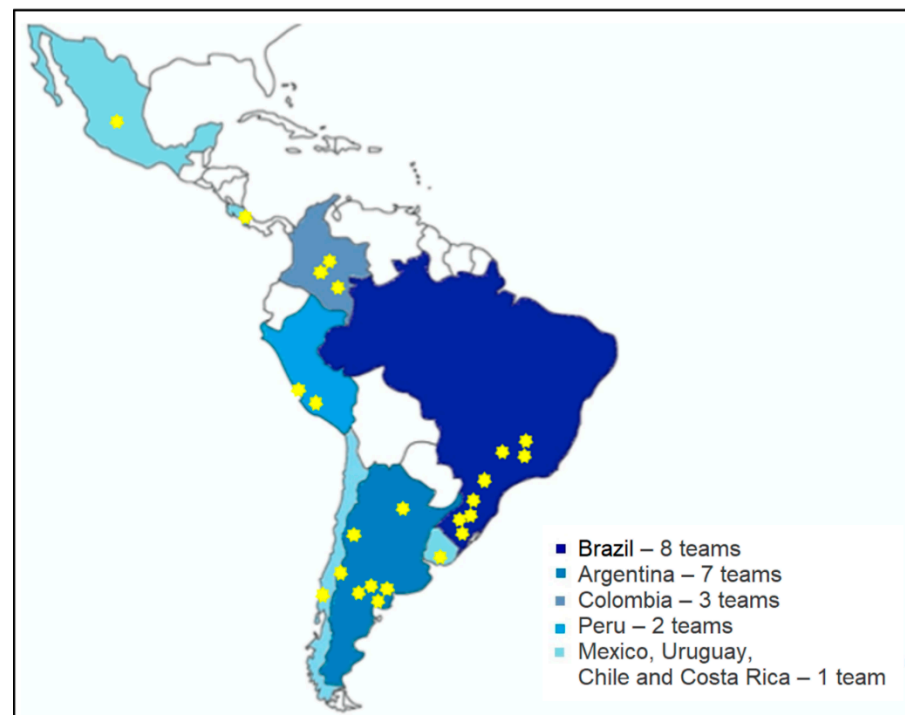 Brazil – 8 teams
Argentina – 7 teams
Colombia – 3 teams
Peru – 2 teams
Mexico, Uruguay,
Chile and Costa Rica – 1 team